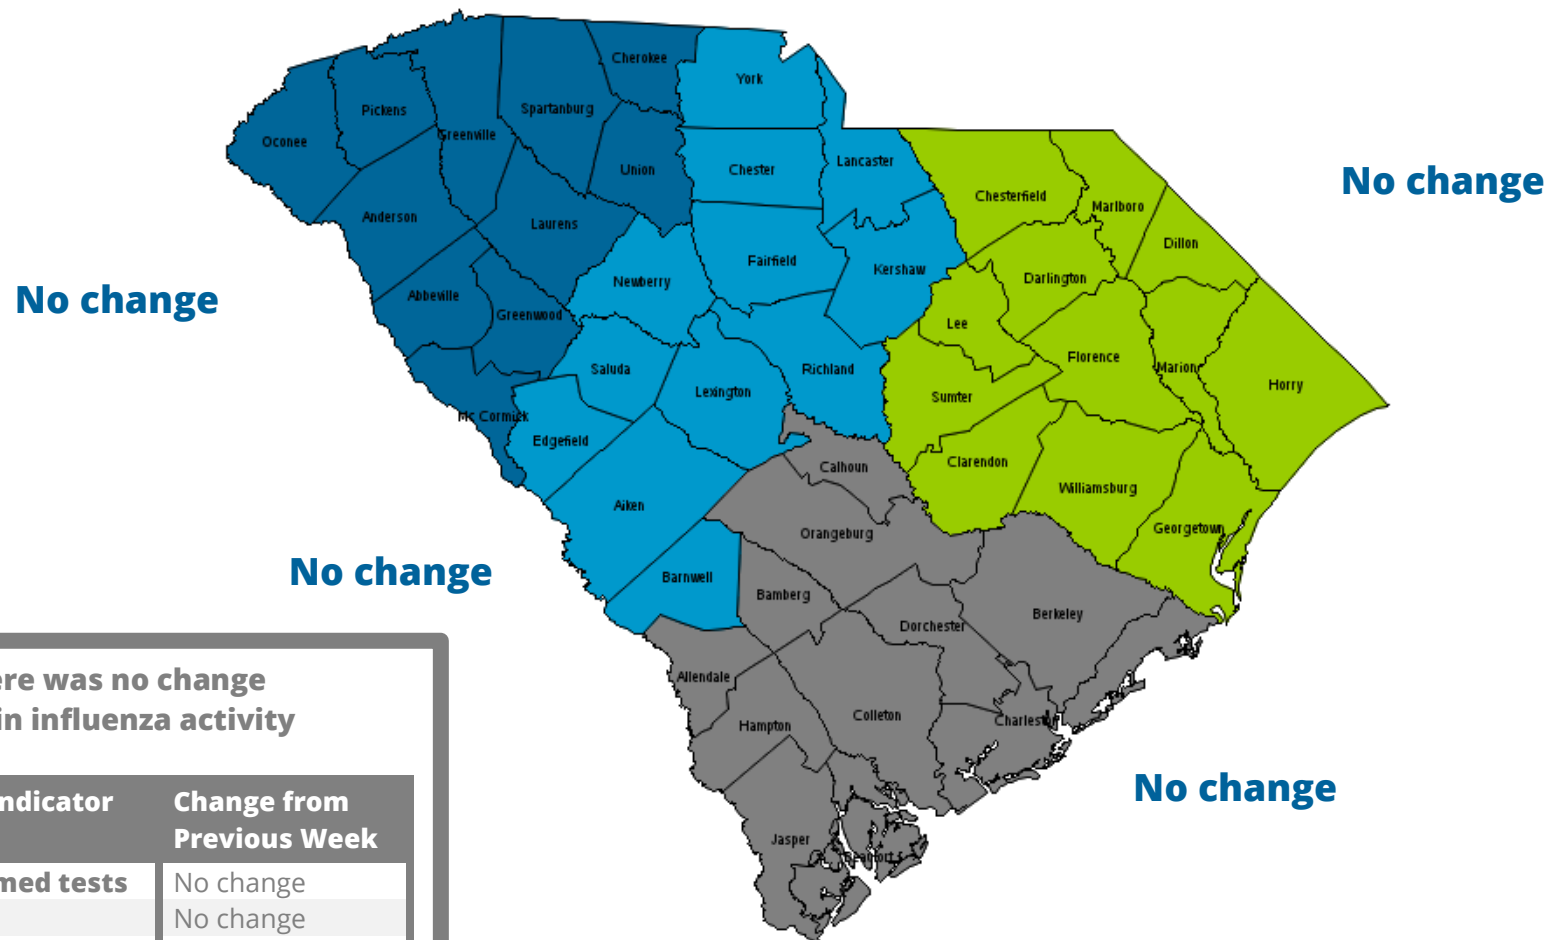 Cherokee
York
Pickens
Spartanburg
Oconee
Greenville
Union
Chester
Lancaster
No change
Chesterfield
Marlboro
Anderson
Laurens
Dillon
Fairfield
Kershaw
Newberry
Darlington
No change
Abbeville
Greenwood
Lee
Saluda
Richland
Florence
Marion
Horry
Lexington
Sumter
Mc Cormick
Edgefield
Calhoun
Clarendon
Williamsburg
Aiken
Orangeburg
Georgetown
No change
Barnwell
Bamberg
Berkeley
Dorchester
Allendale
Hampton
Colleton
Charleston
No change
Jasper
Beaufort
ere was no change
in influenza activity
ndicator
Change from
Previous Week
med tests
No change
No change